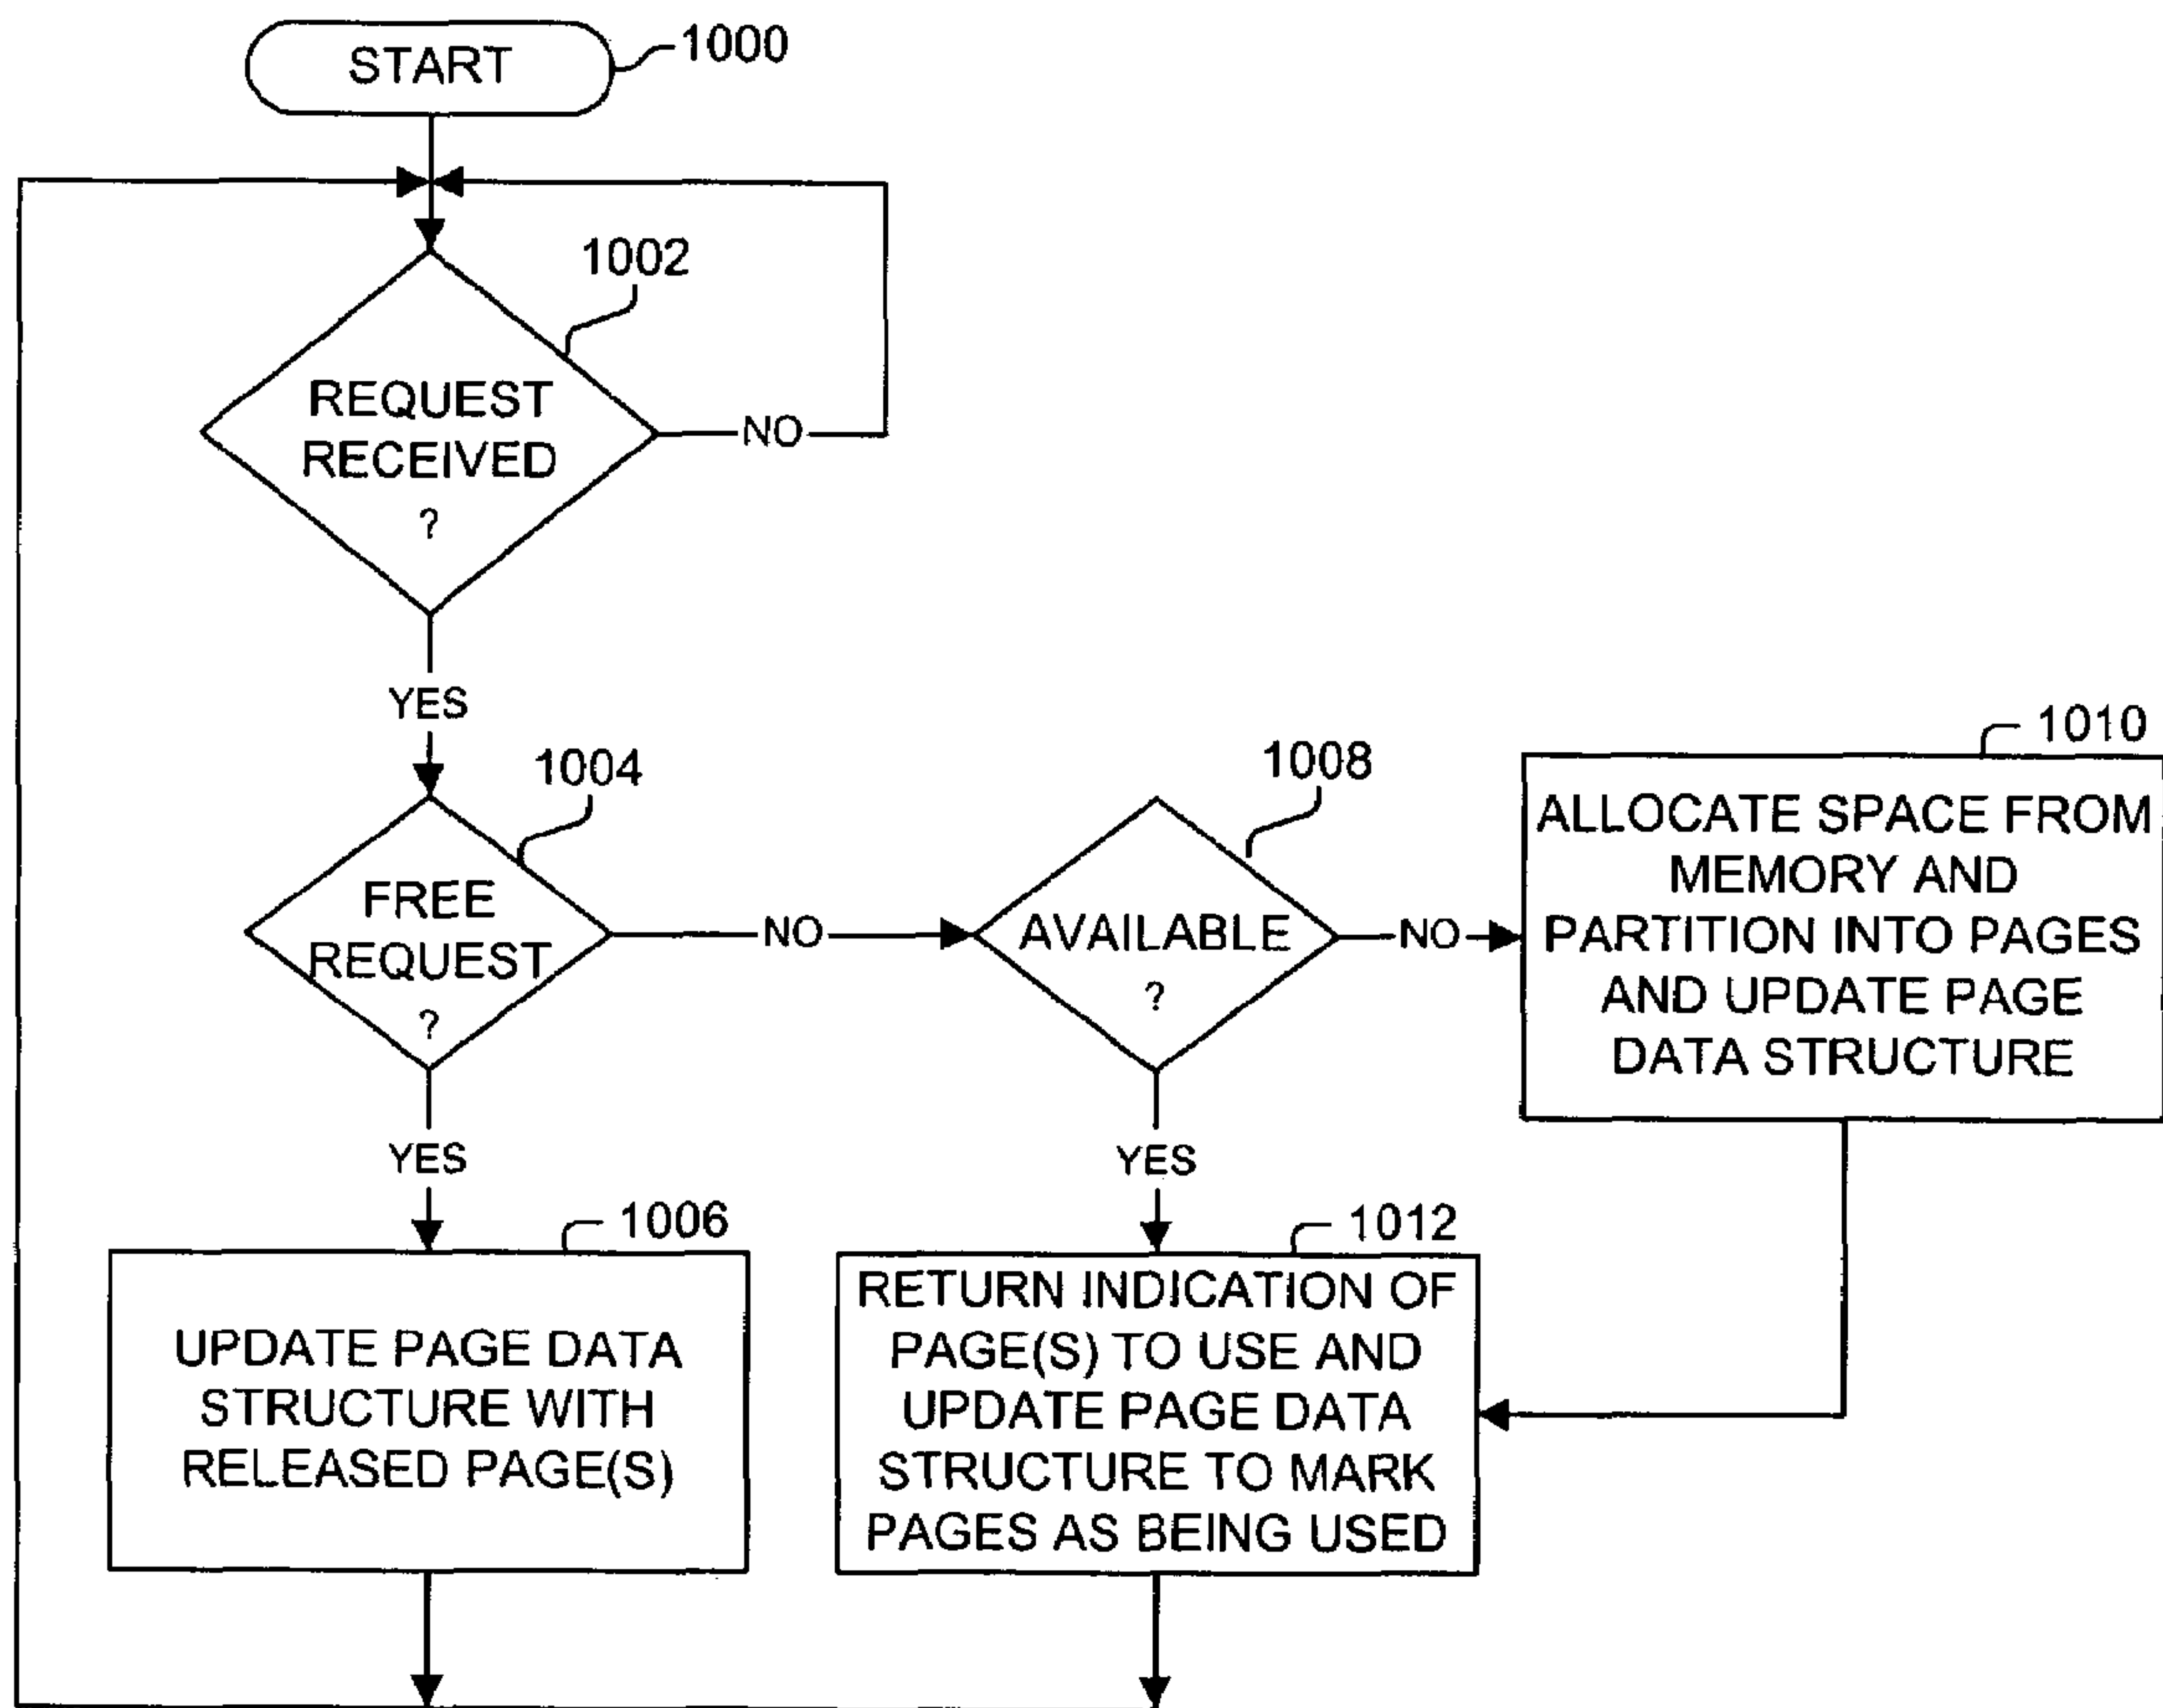 START
1000
1002
REQUEST
RECEIVED
?
NO
YES
1004
FREE
REQUEST
?
NO
1008
AVAILABLE
?
NO
1010
ALLOCATE SPACE FROM
MEMORY AND
PARTITION INTO PAGES
AND UPDATE PAGE
DATA STRUCTURE
YES
YES
1006
UPDATE PAGE DATA
STRUCTURE WITH
RELEASED PAGE(S)
1012
RETURN INDICATION OF
PAGE(S) TO USE AND
UPDATE PAGE DATA
STRUCTURE TO MARK
PAGES AS BEING USED